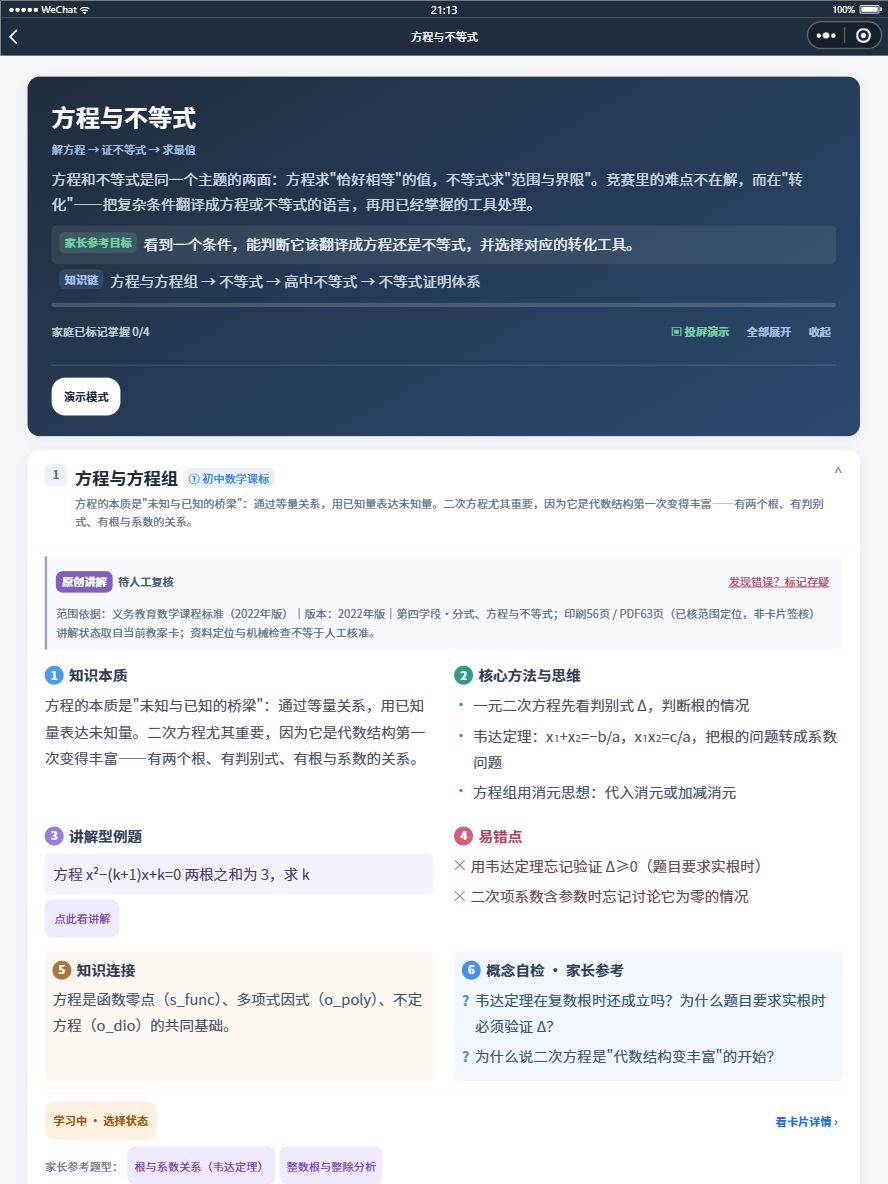 WeChat
21:13
100%
方程与不等式
方程与不等式
解方程 → 证不等式 → 求最值
方程和不等式是同一个主题的两面：方程求"恰好相等"的值，不等式求"范围与界限"。竞赛里的难点不在解，而在"转
化"——把复杂条件翻译成方程或不等式的语言，再用已经掌握的工具处理。
家长参考目标 看到一个条件，能判断它该翻译成方程还是不等式，并选择对应的转化工具。
知识链 方程与方程组 → 不等式 → 高中不等式 → 不等式证明体系
家庭已标记掌握 0/4
▣ 投屏演示 全部展开 收起
演示模式
1 方程与方程组 ① 初中数学课标 ^
方程的本质是"未知与已知的桥梁"：通过等量关系，用已知量表达未知量。二次方程尤其重要，因为它是代数结构第一次变得丰富——有两个根、有判别
式、有根与系数的关系。
原创讲解 待人工复核 发现错误？标记存疑
范围依据：义务教育数学课程标准（2022年版）｜版本：2022年版｜第四学段·分式、方程与不等式；印刷56页 / PDF63页（已核范围定位，非卡片签核）
讲解状态取自当前教案卡；资料定位与机械检查不等于人工核准。
1 知识本质
方程的本质是"未知与已知的桥梁"：通过等量关系，用已知
量表达未知量。二次方程尤其重要，因为它是代数结构第一
次变得丰富——有两个根、有判别式、有根与系数的关系。
2 核心方法与思维
· 一元二次方程先看判别式 Δ，判断根的情况
· 韦达定理：x₁+x₂=−b/a，x₁x₂=c/a，把根的问题转成系数
问题
· 方程组用消元思想：代入消元或加减消元
3 讲解型例题
方程 x²−(k+1)x+k=0 两根之和为 3，求 k
点此看讲解
4 易错点
× 用韦达定理忘记验证 Δ≥0（题目要求实根时）
× 二次项系数含参数时忘记讨论它为零的情况
5 知识连接
方程是函数零点（s_func）、多项式因式（o_poly）、不定
方程（o_dio）的共同基础。
6 概念自检 · 家长参考
? 韦达定理在复数根时还成立吗？为什么题目要求实根时
必须验证 Δ？
? 为什么说二次方程是"代数结构变丰富"的开始？
学习中 · 选择状态
看卡片详情 ›
家长参考题型： 根与系数关系（韦达定理） 整数根与整除分析